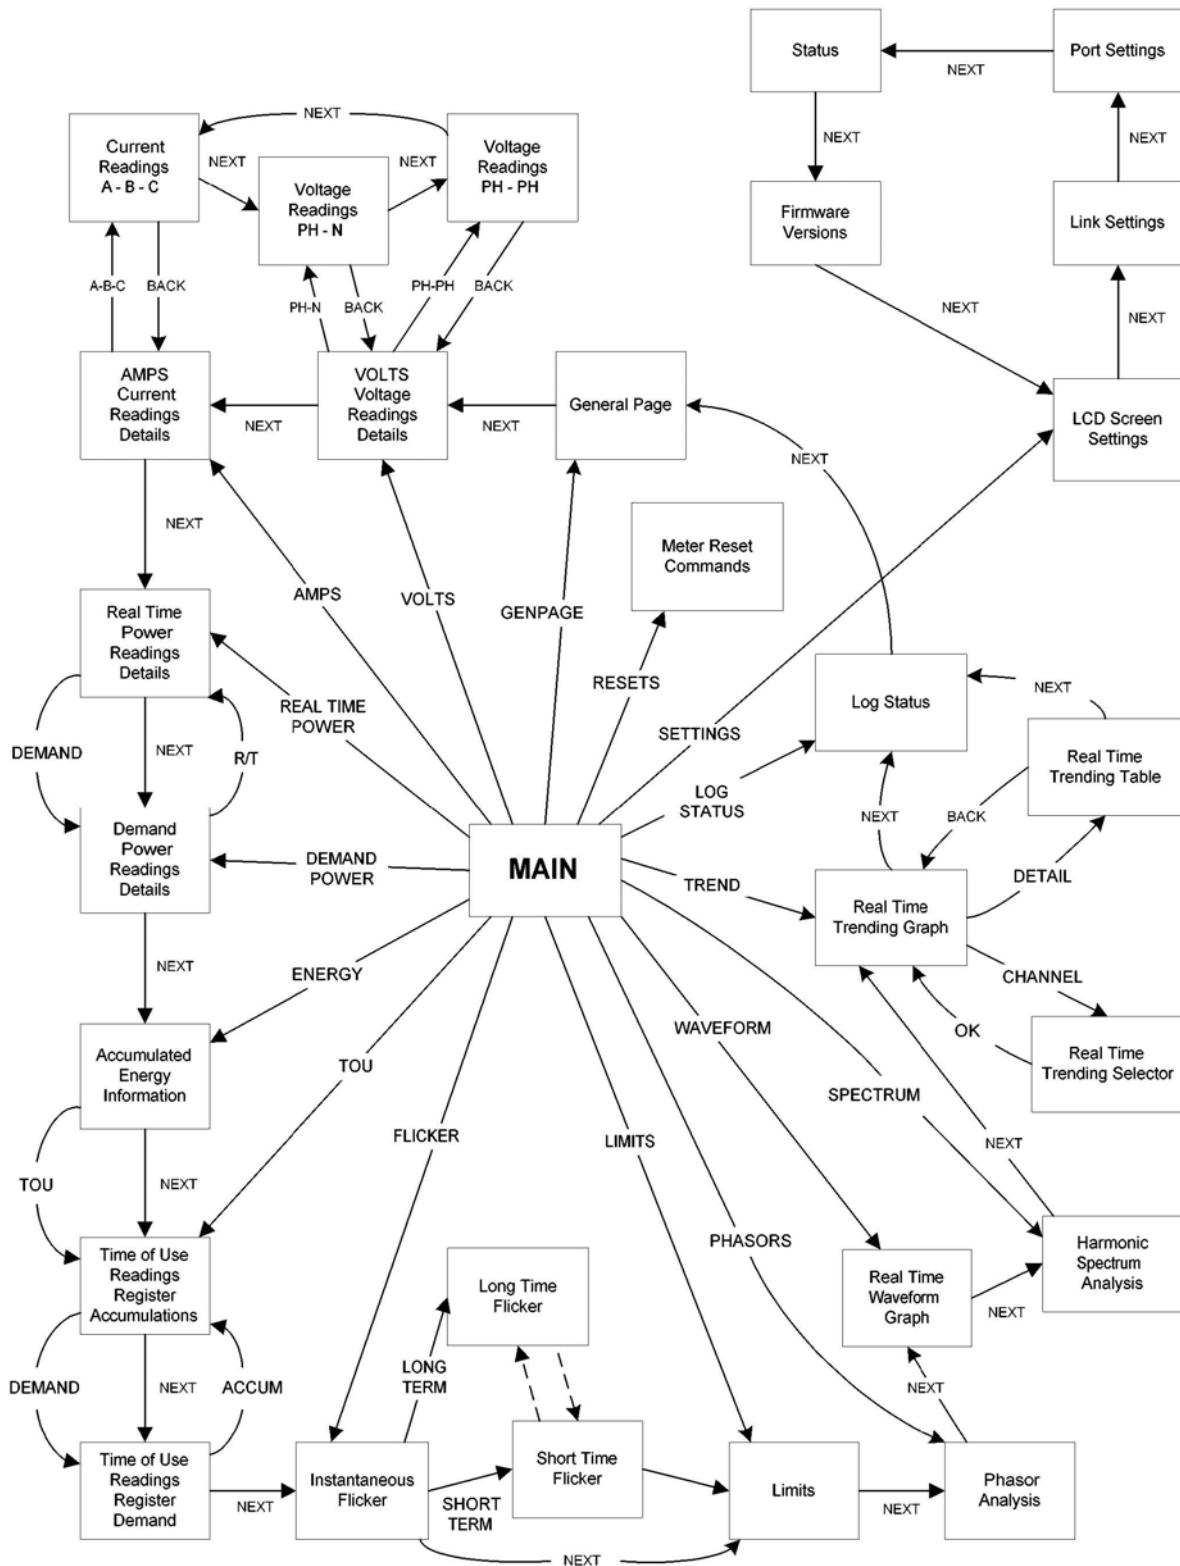 Status
NEXT
Port Settings
NEXT
NEXT
Firmware
Versions
Link Settings
NEXT
NEXT
LCD Screen
Settings
NEXT
Current
Readings
A - B - C
NEXT
Voltage
Readings
PH - N
NEXT
Voltage
Readings
PH - PH
A-B-C
BACK
PH-N
BACK
PH-PH
BACK
AMPS
Current
Readings
Details
NEXT
VOLTS
Voltage
Readings
Details
NEXT
General Page
NEXT
NEXT
Meter Reset
Commands
AMPS
VOLTS
GENPAGE
RESETS
SETTINGS
Real Time
Power
Readings
Details
REAL TIME
POWER
DEMAND
NEXT
R/T
Log Status
NEXT
LOG
STATUS
Real Time
Trending Table
NEXT
BACK
DETAIL
Demand
Power
Readings
Details
DEMAND
POWER
MAIN
TREND
Real Time
Trending Graph
CHANNEL
OK
Real Time
Trending Selector
NEXT
ENERGY
WAVEFORM
Accumulated
Energy
Information
TOU
SPECTRUM
FLICKER
LIMITS
NEXT
TOU
NEXT
PHASORS
Harmonic
Spectrum
Analysis
Time of Use
Readings
Register
Accumulations
Long Time
Flicker
Real Time
Waveform
Graph
NEXT
DEMAND
NEXT
ACCUM
LONG
TERM
NEXT
Time of Use
Readings
Register
Demand
NEXT
Instantaneous
Flicker
SHORT
TERM
Short Time
Flicker
Limits
NEXT
Phasor
Analysis
NEXT